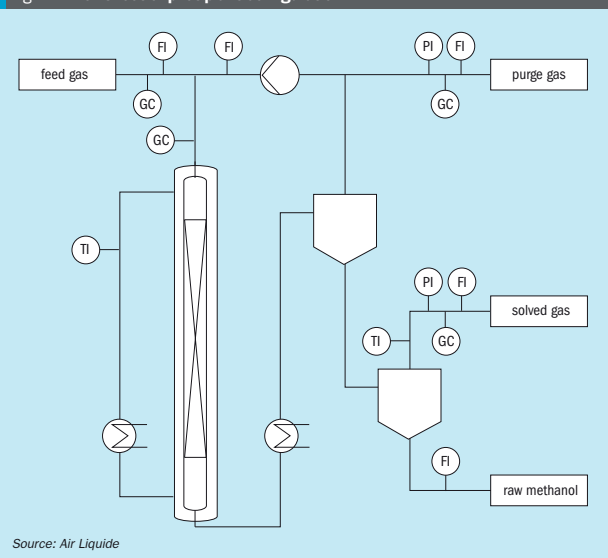 FI
FI
PI
FI
feed gas
purge gas
GC
GC
GC
TI
PI
FI
solved gas
TI
GC
FI
raw methanol
Source: Air Liquide